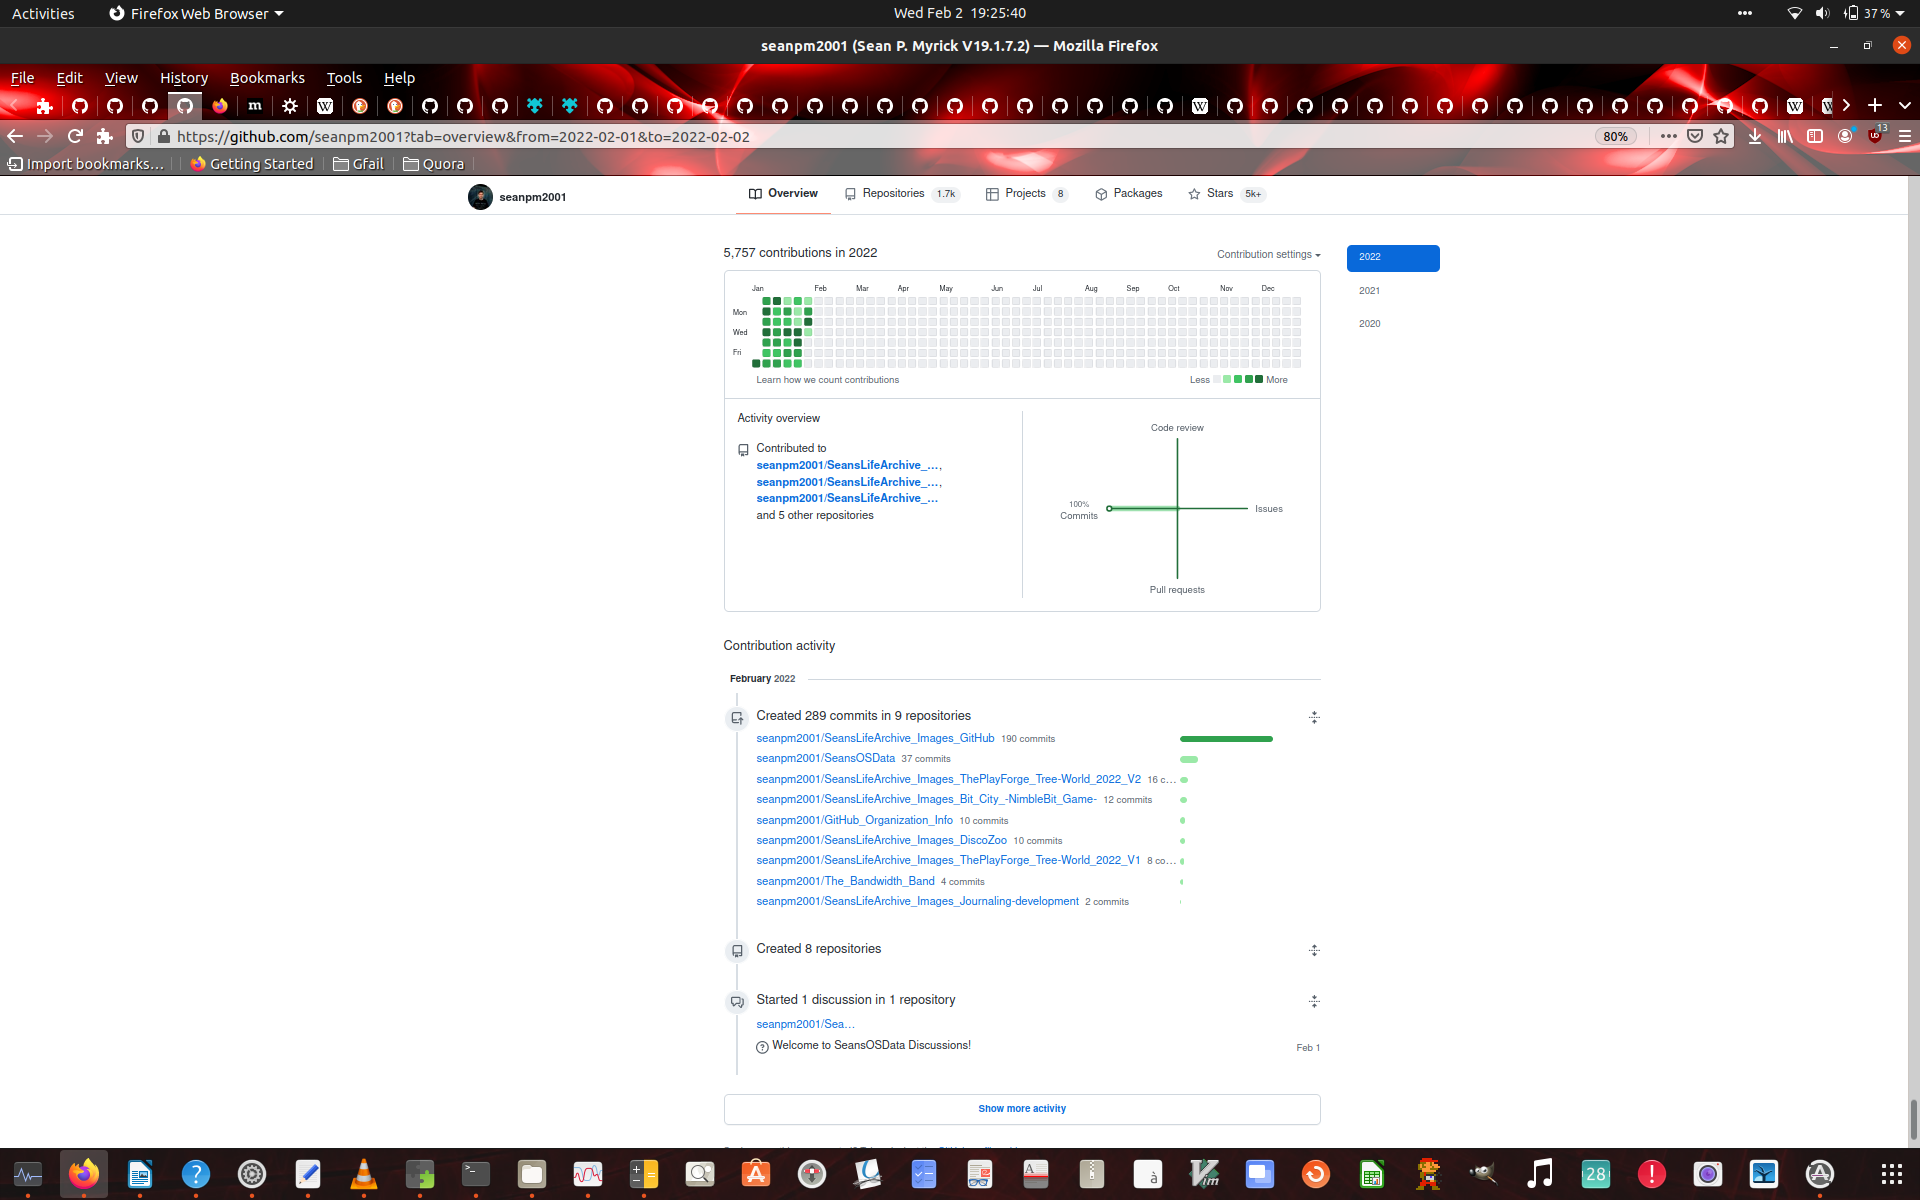 Activities
Firefox Web Browser
Wed Feb 2 19:25:40
37 %
seanpm2001 (Sean P. Myrick V19.1.7.2) — Mozilla Firefox
File Edit View History Bookmarks Tools Help
https://github.com/seanpm2001?tab=overview&from=2022-02-01&to=2022-02-02
80%
13
Import bookmarks…
Getting Started
Gfail
Quora
seanpm2001
Overview
Repositories 1.7k
Projects 8
Packages
Stars 5k+
5,757 contributions in 2022
Contribution settings
2022
2021
2020
Jan Feb Mar Apr May Jun Jul Aug Sep Oct Nov Dec
Mon
Wed
Fri
Learn how we count contributions
Less
More
Activity overview
Contributed to
seanpm2001/SeansLifeArchive_…,
seanpm2001/SeansLifeArchive_…,
seanpm2001/SeansLifeArchive_…
and 5 other repositories
Code review
100%
Commits
Issues
Pull requests
Contribution activity
February 2022
Created 289 commits in 9 repositories
seanpm2001/SeansLifeArchive_Images_GitHub 190 commits
seanpm2001/SeansOSData 37 commits
seanpm2001/SeansLifeArchive_Images_ThePlayForge_Tree-World_2022_V2 16 c…
seanpm2001/SeansLifeArchive_Images_Bit_City_-NimbleBit_Game- 12 commits
seanpm2001/GitHub_Organization_Info 10 commits
seanpm2001/SeansLifeArchive_Images_DiscoZoo 10 commits
seanpm2001/SeansLifeArchive_Images_ThePlayForge_Tree-World_2022_V1 8 co…
seanpm2001/The_Bandwidth_Band 4 commits
seanpm2001/SeansLifeArchive_Images_Journaling-development 2 commits
Created 8 repositories
Started 1 discussion in 1 repository
seanpm2001/Sea…
Welcome to SeansOSData Discussions!
Feb 1
Show more activity
28